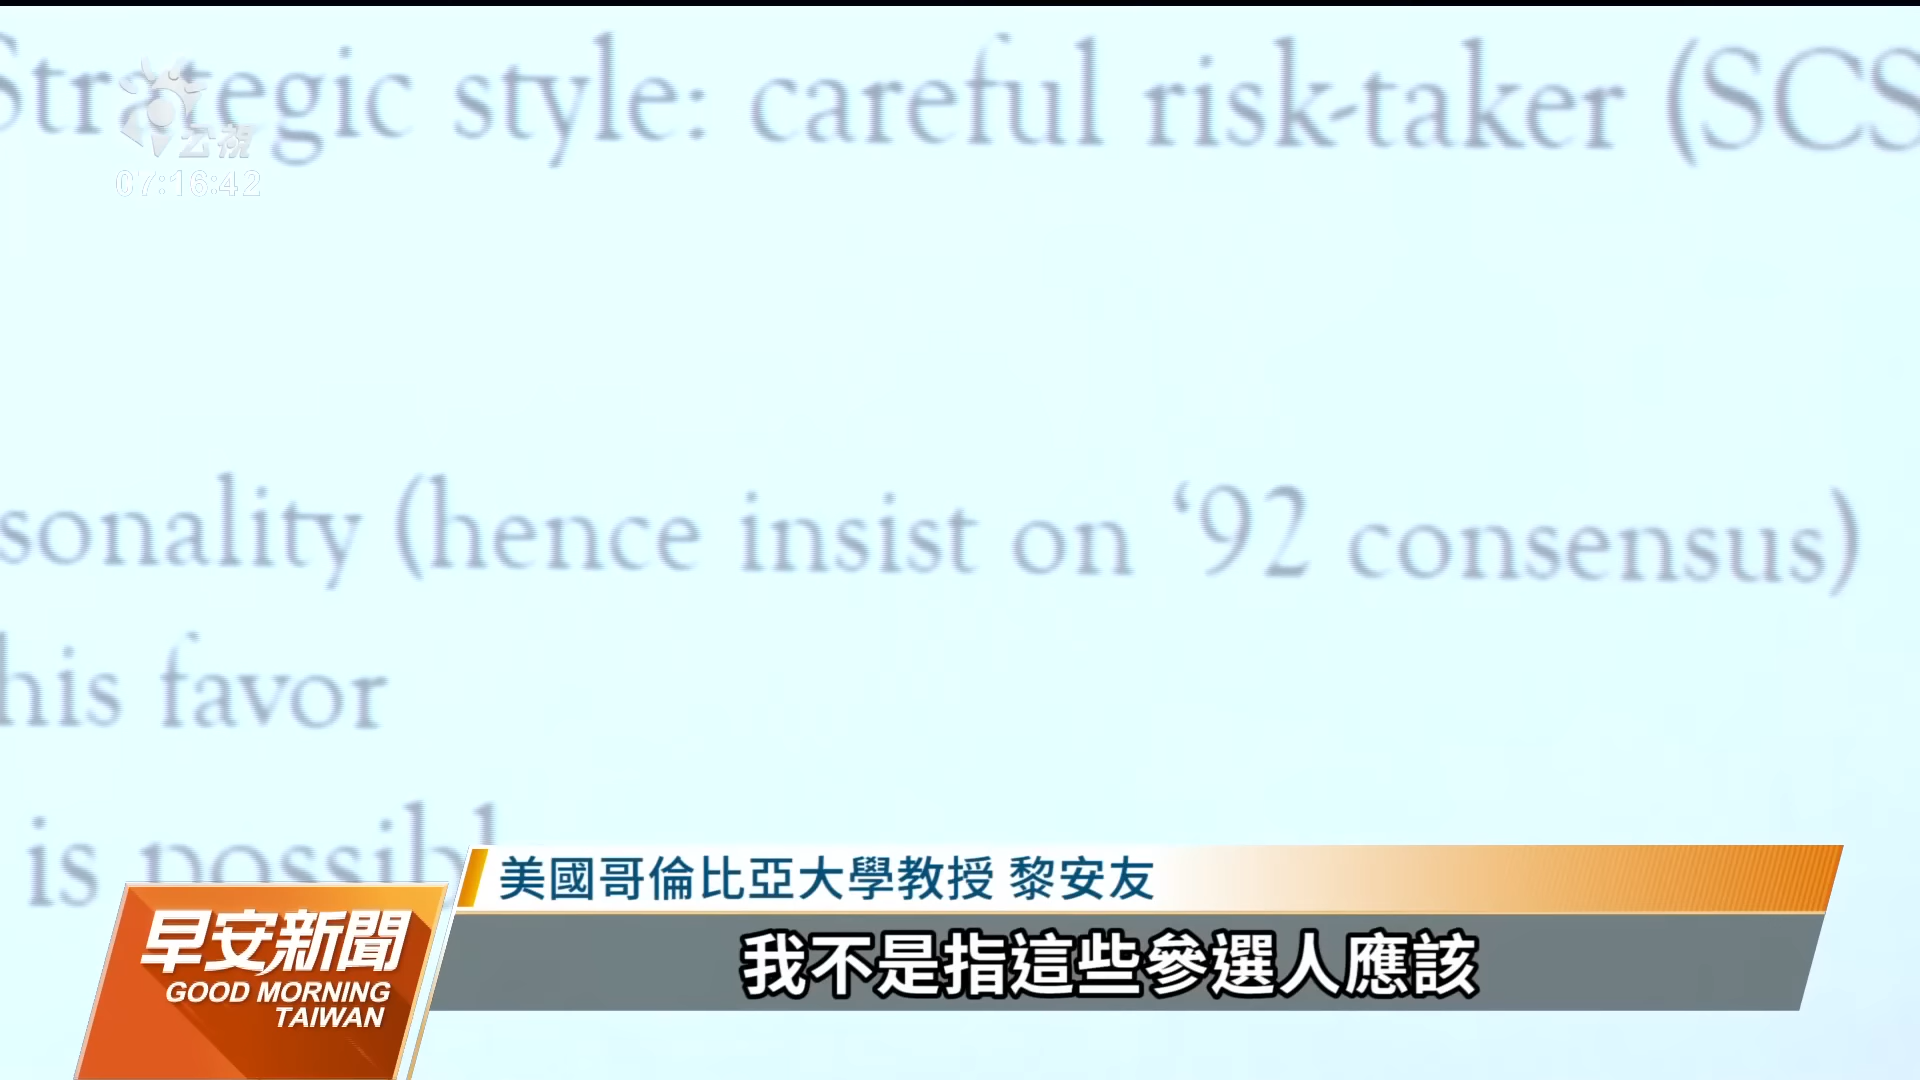 Strategic style: careful risk-taker (SCS
公視
07:16:42
sonality (hence insist on ‘92 consensus)
his favor
is possibl
美國哥倫比亞大學教授 黎安友
我不是指這些參選人應該
早安新聞
GOOD MORNING
TAIWAN